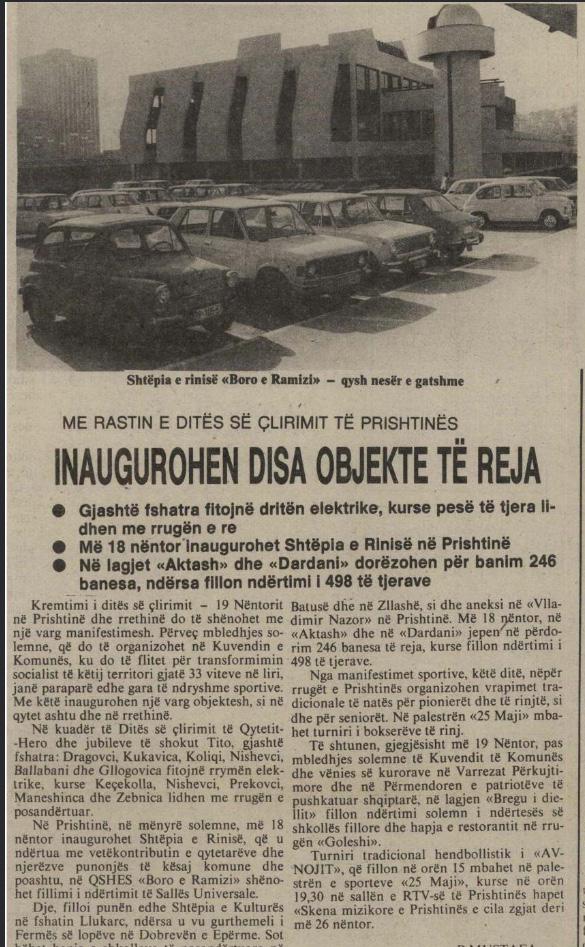 Shtëpia e rinisë «Boro e Ramizi» – qysh nesër e gatshme
ME RASTIN E DITËS SË ÇLIRIMIT TË PRISHTINËS
INAUGUROHEN DISA OBJEKTE TË REJA
● Gjashtë fshatra fitojnë dritën elektrike, kurse pesë të tjera li-
dhen me rrugën e re
● Më 18 nëntor inaugurohet Shtëpia e Rinisë në Prishtinë
● Në lagjet «Aktash» dhe «Dardani» dorëzohen për banim 246
banesa, ndërsa fillon ndërtimi i 498 të tjerave
Kremtimi i ditës së çlirimit – 19 Nëntorit
në Prishtinë dhe rrethinë do të shënohet me
një varg manifestimesh. Përveç mbledhjes so-
lemne, që do të organizohet në Kuvendin e
Komunës, ku do të flitet për transformimin
socialist të këtij territori gjatë 33 viteve në liri,
janë paraparë edhe gara të ndryshme sportive.
Me këtë inaugurohen një varg objektesh, si në
qytet ashtu dhe në rrethinë.
Në kuadër të Ditës së çlirimit të Qytetit-
-Hero dhe jubileve të shokut Tito, gjashtë
fshatra: Dragovci, Kukavica, Koliqi, Nishevci,
Ballabani dhe Gllogovica fitojnë rrymën elek-
trike, kurse Keçekolla, Nishevci, Prekovci,
Maneshinca dhe Zebnica lidhen me rrugën e
posandërtuar.
Në Prishtinë, në mënyrë solemne, më 18
nëntor inaugurohet Shtëpia e Rinisë, që u
ndërtua me vetëkontributin e qytetarëve dhe
njerëzve punonjës të kësaj komune dhe
poashtu, në QSHES «Boro e Ramizi» shëno-
het fillimi i ndërtimit të Sallës Universale.
Dje, filloi punën edhe Shtëpia e Kulturës
në fshatin Llukarc, ndërsa u vu gurthemeli i
Fermës së lopëve në Dobrevën e Epërme. Sot
Batusë dhe në Zllashë, si dhe aneksi në «Vlla-
dimir Nazor» në Prishtinë. Më 18 nëntor, në
«Aktash» dhe në «Dardani» jepen në përdo-
rim 246 banesa të reja, kurse fillon ndërtimi i
498 të tjerave.
Nga manifestimet sportive, këtë ditë, nëpër
rrugët e Prishtinës organizohen vrapimet tra-
dicionale të natës për pionierët dhe të rinjtë, si
dhe për seniorët. Në palestrën «25 Maji» mba-
het turniri i bokserëve të rinj.
Të shtunen, gjegjësisht më 19 Nëntor, pas
mbledhjes solemne të Kuvendit të Komunës
dhe vënies së kurorave në Varrezat Përkujti-
more dhe në Përmendoren e patriotëve të
pushkatuar shqiptarë, në lagjen «Bregu i die-
llit» fillon ndërtimi solemn i ndërtesës së
shkollës fillore dhe hapja e restorantit në rru-
gën «Goleshi».
Turniri tradicional hendbollistik i «AV-
NOJIT», që fillon në orën 15 mbahet në pale-
strën e sporteve «25 Maji», kurse në orën
19,30 në sallën e RTV-së të Prishtinës hapet
«Skena mizikore e Prishtinës e cila zgjat deri
më 26 nëntor.